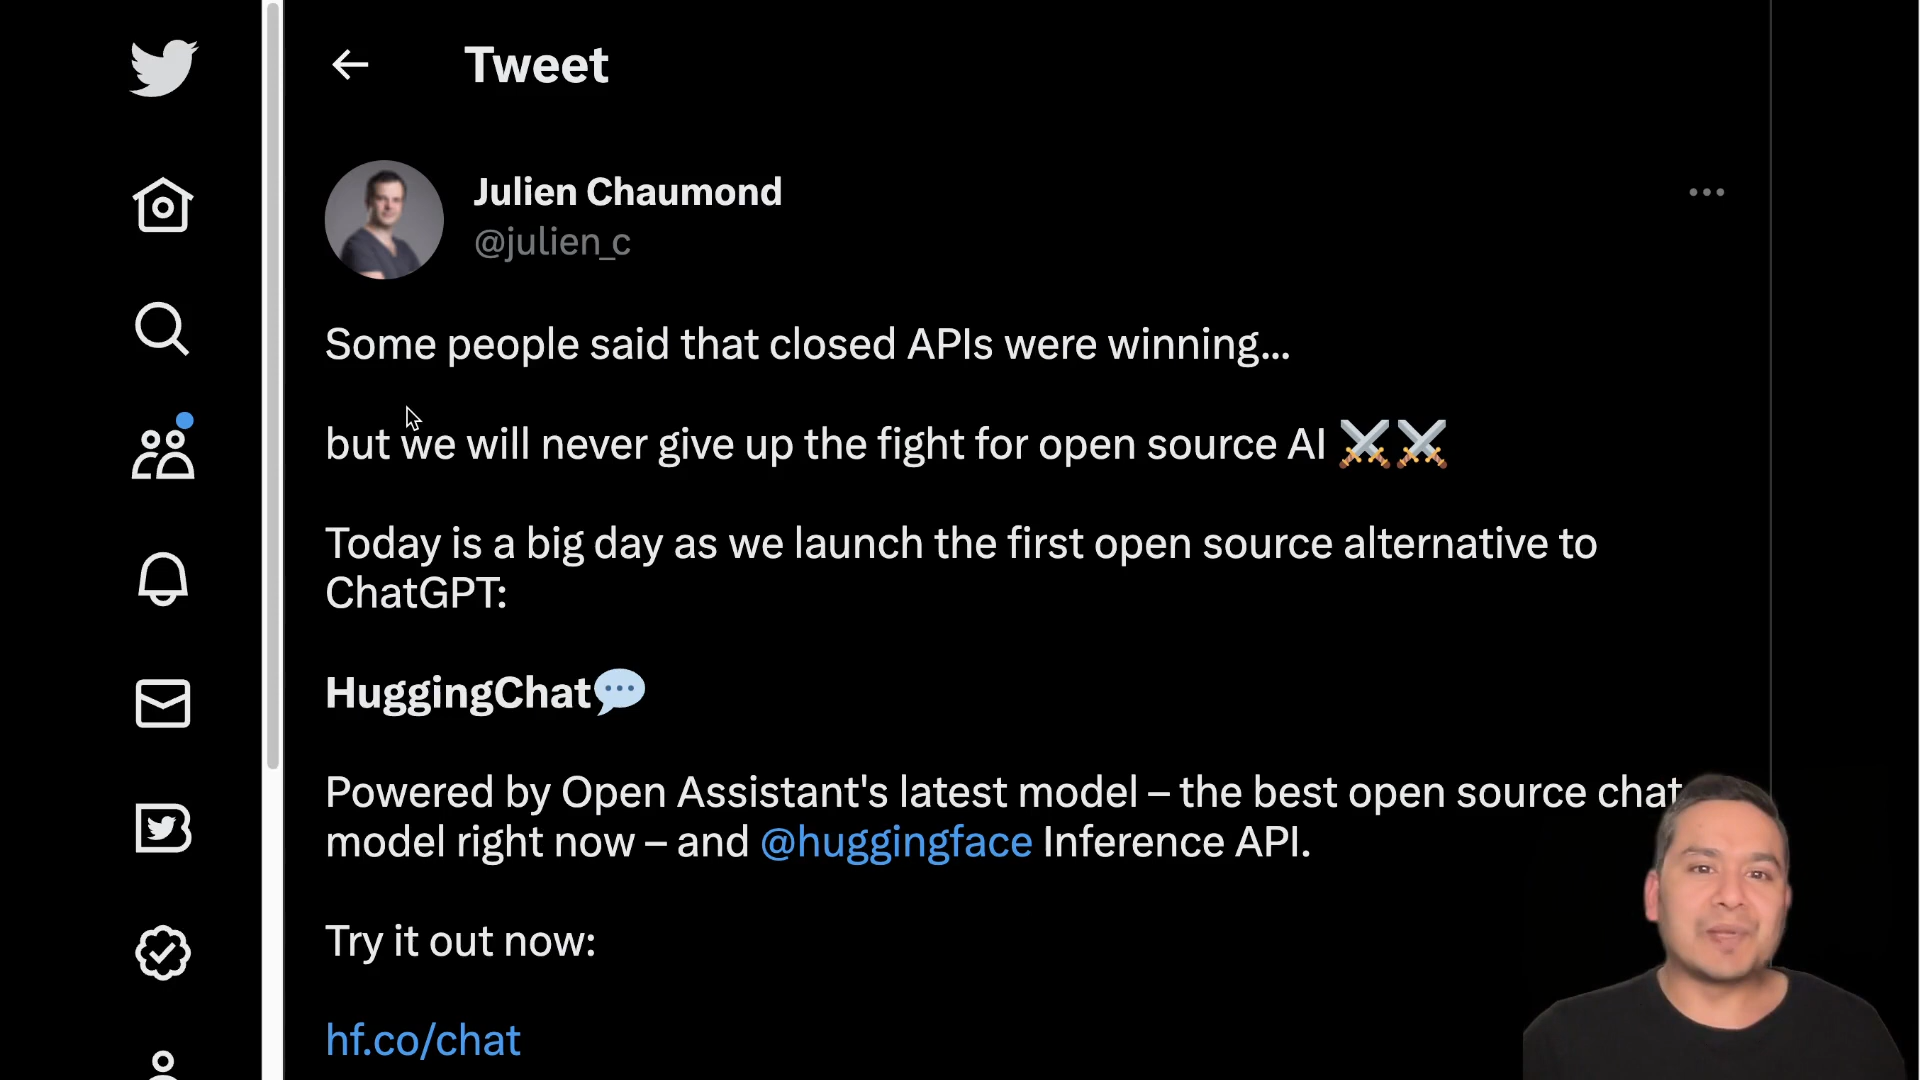 Tweet
Julien Chaumond
@julien_c
Some people said that closed APIs were winning...
but we will never give up the fight for open source AI ⚔️⚔️
Today is a big day as we launch the first open source alternative to
ChatGPT:
HuggingChat💬
Powered by Open Assistant's latest model – the best open source chat
model right now – and @huggingface Inference API.
Try it out now:
hf.co/chat